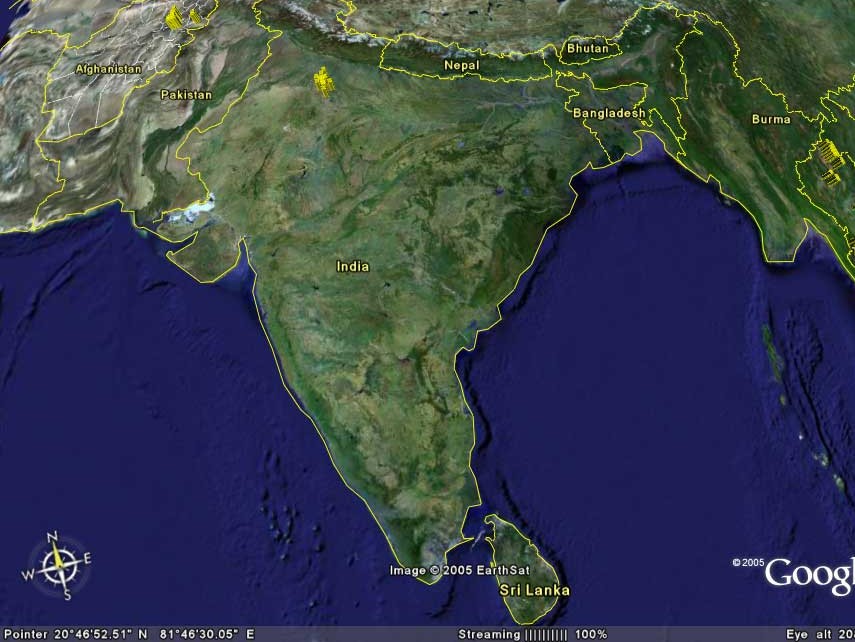 Bhutan
Nepal
Afghanistan
Pakistan
Bangladesh
Burma
India
N
W
E
S
Image © 2005 EarthSat
©2005
Googl
Sri Lanka
Pointer 20°46'52.51" N 81°46'30.05" E
Streaming |||||||||| 100%
Eye alt 20